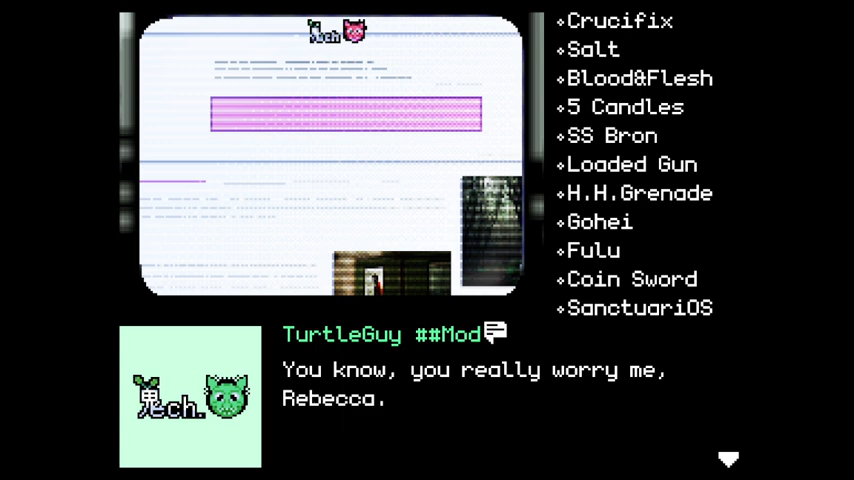 鬼ch
Crucifix
Salt
Blood&Flesh
5 Candles
SS Bron
Loaded Gun
H.H.Grenade
Gohei
Fulu
Coin Sword
SanctuariOS
TurtleGuy ##Mod
You know, you really worry me,
Rebecca.
鬼ch.